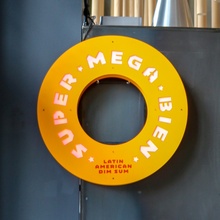 SUPER · MEGA · BIEN
LATIN
AMERICAN
DIM SUM